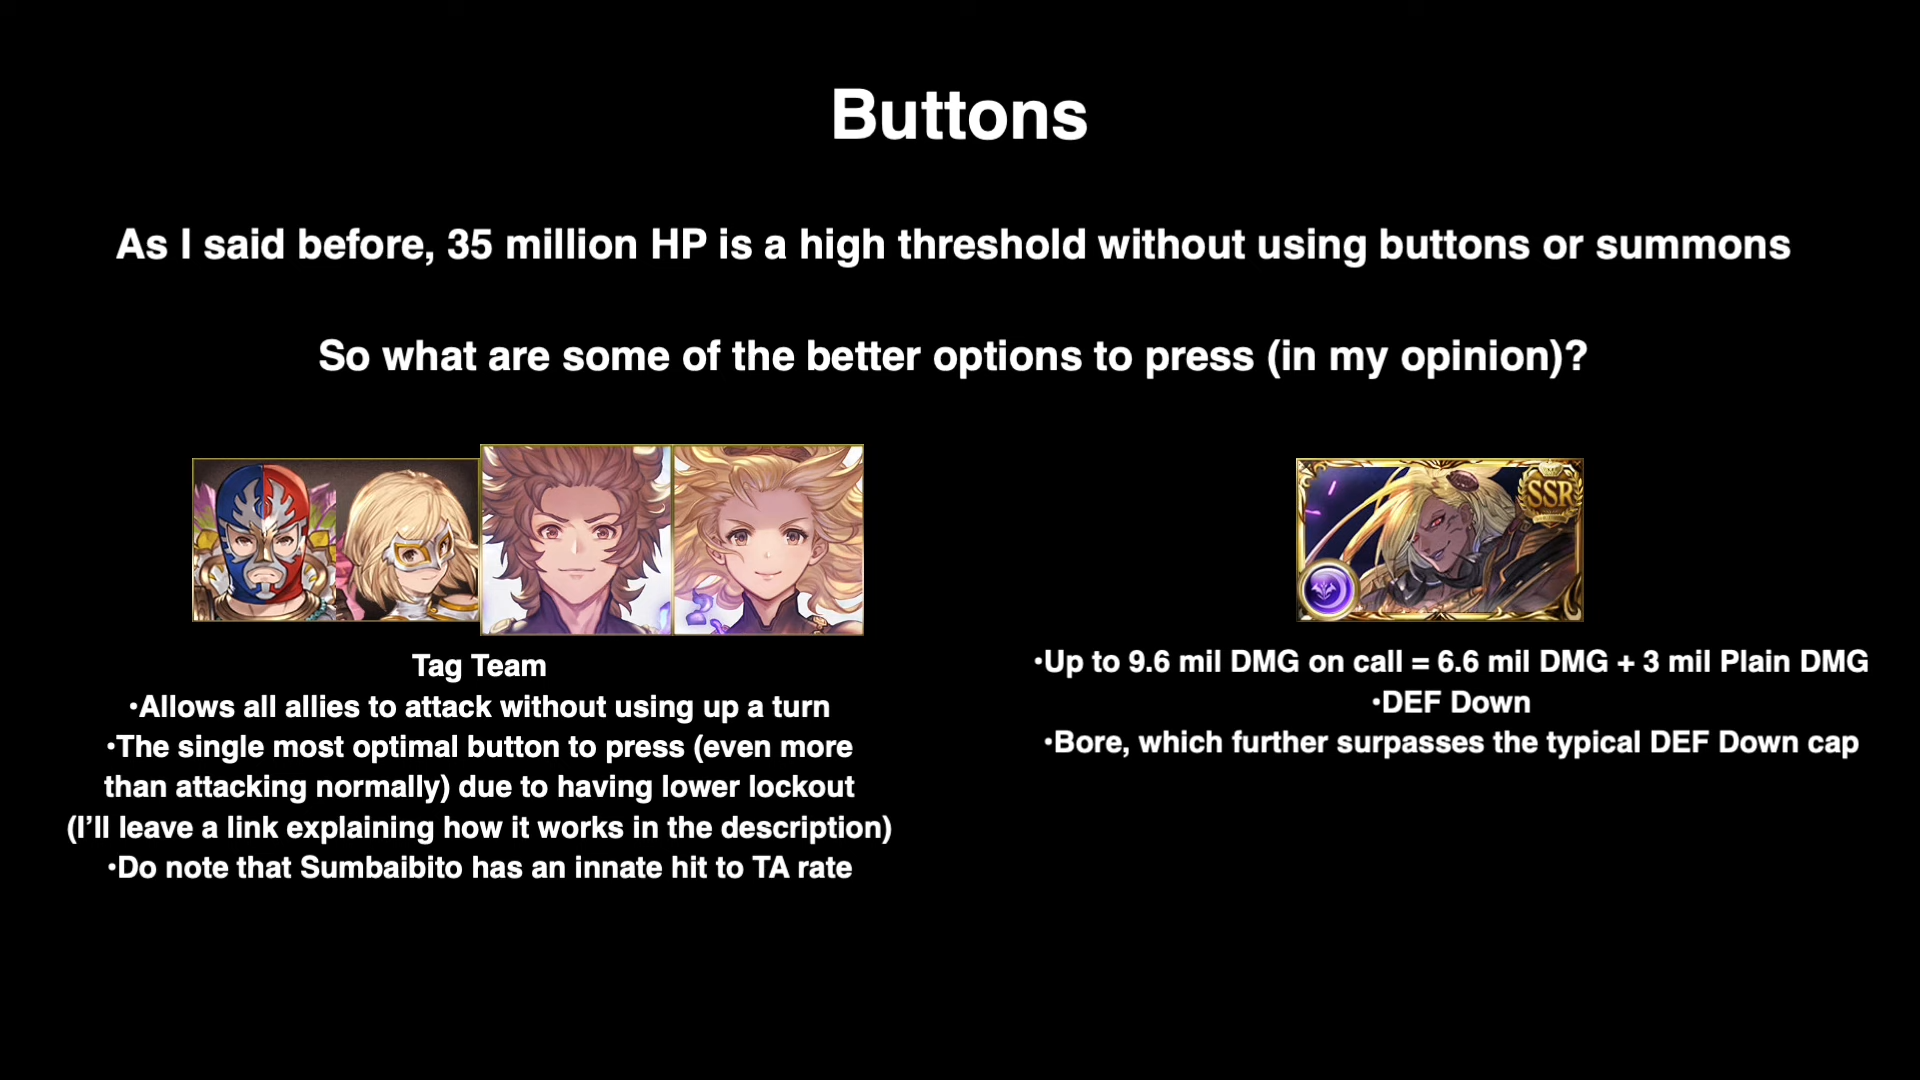 Buttons
As I said before, 35 million HP is a high threshold without using buttons or summons
So what are some of the better options to press (in my opinion)?
SSR
Tag Team
•Allows all allies to attack without using up a turn
•The single most optimal button to press (even more
than attacking normally) due to having lower lockout
(I’ll leave a link explaining how it works in the description)
•Do note that Sumbaibito has an innate hit to TA rate
•Up to 9.6 mil DMG on call = 6.6 mil DMG + 3 mil Plain DMG
•DEF Down
•Bore, which further surpasses the typical DEF Down cap